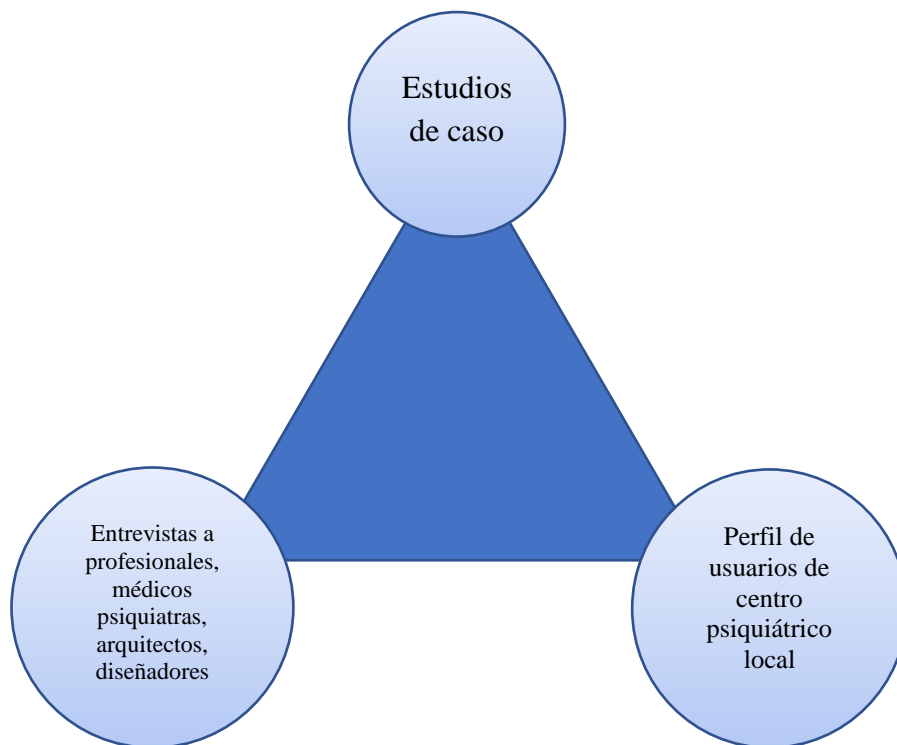 Estudios
de caso
Entrevistas a
profesionales,
médicos
psiquiatras,
arquitectos,
diseñadores
Perfil de
usuarios de
centro
psiquiátrico
local